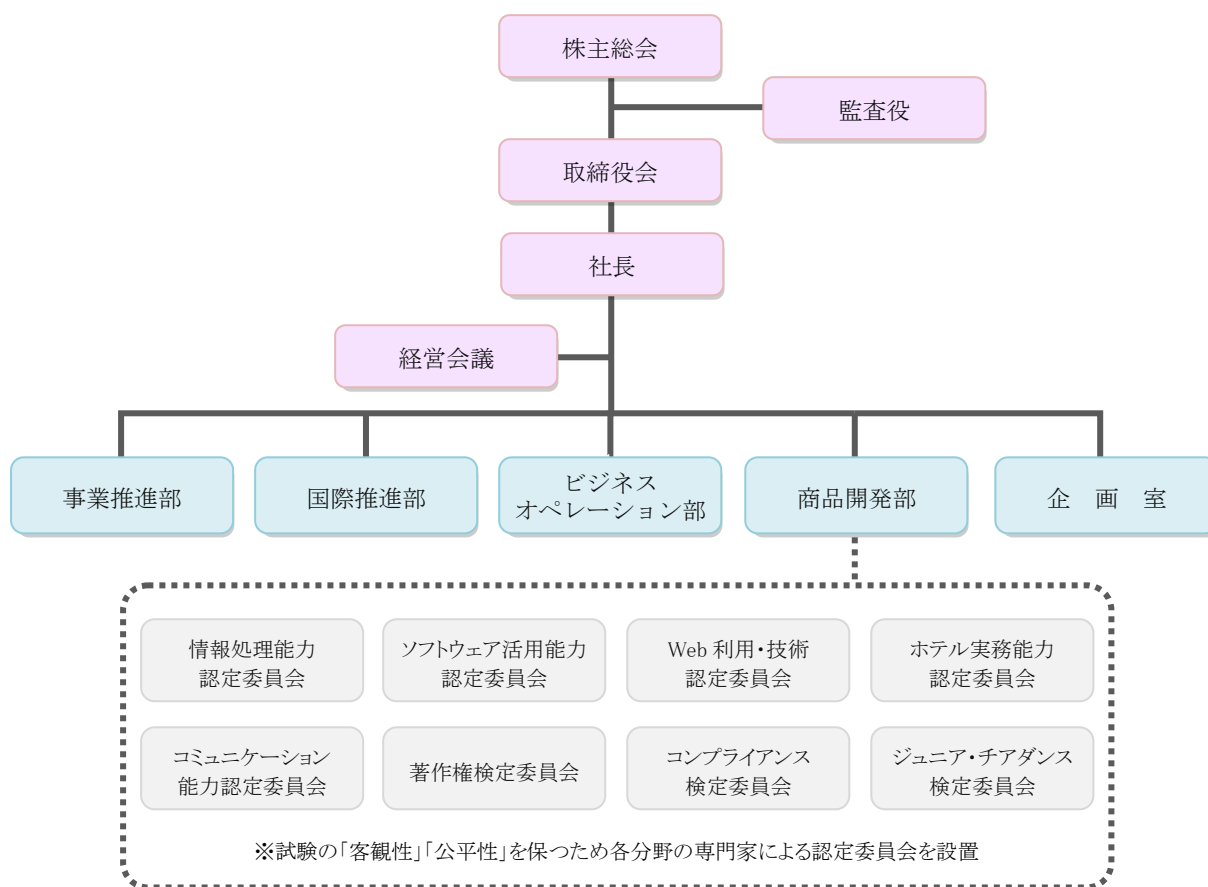 株主総会
監査役
取締役会
社長
経営会議
事業推進部
国際推進部
ビジネス
オペレーション部
商品開発部
企　画　室
情報処理能力
認定委員会
ソフトウェア活用能力
認定委員会
Web 利用・技術
認定委員会
ホテル実務能力
認定委員会
コミュニケーション
能力認定委員会
著作権検定委員会
コンプライアンス
検定委員会
ジュニア・チアダンス
検定委員会
※試験の「客観性」「公平性」を保つため各分野の専門家による認定委員会を設置